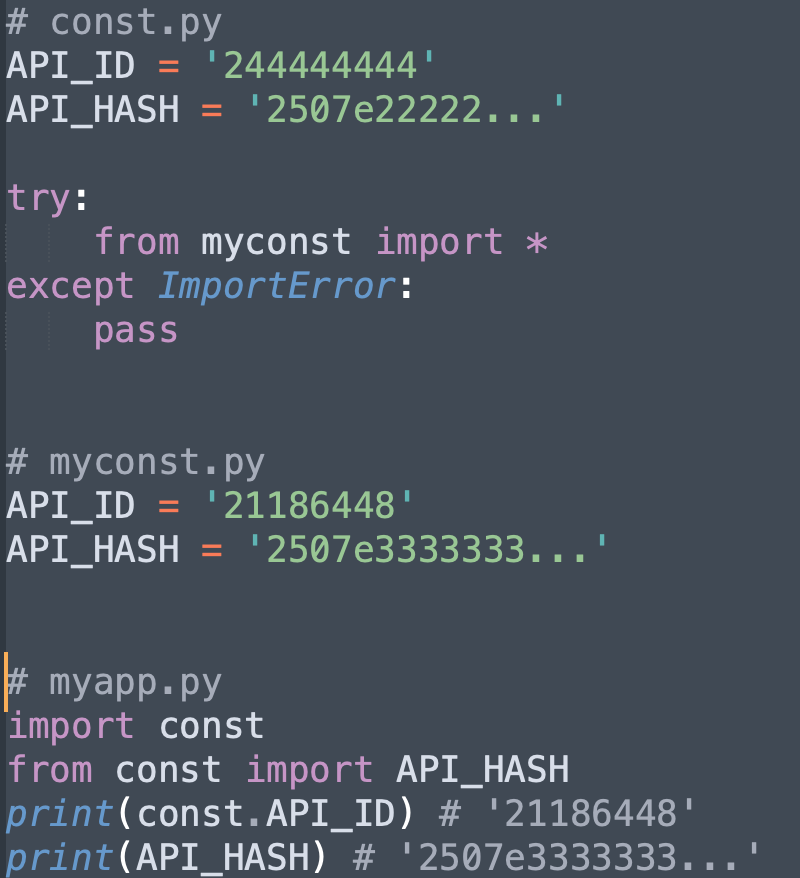 # const.py
API_ID = '244444444'
API_HASH = '2507e22222...'
try:
    from myconst import *
except ImportError:
    pass
# myconst.py
API_ID = '21186448'
API_HASH = '2507e3333333...'
# myapp.py
import const
from const import API_HASH
print(const.API_ID) # '21186448'
print(API_HASH) # '2507e3333333...'